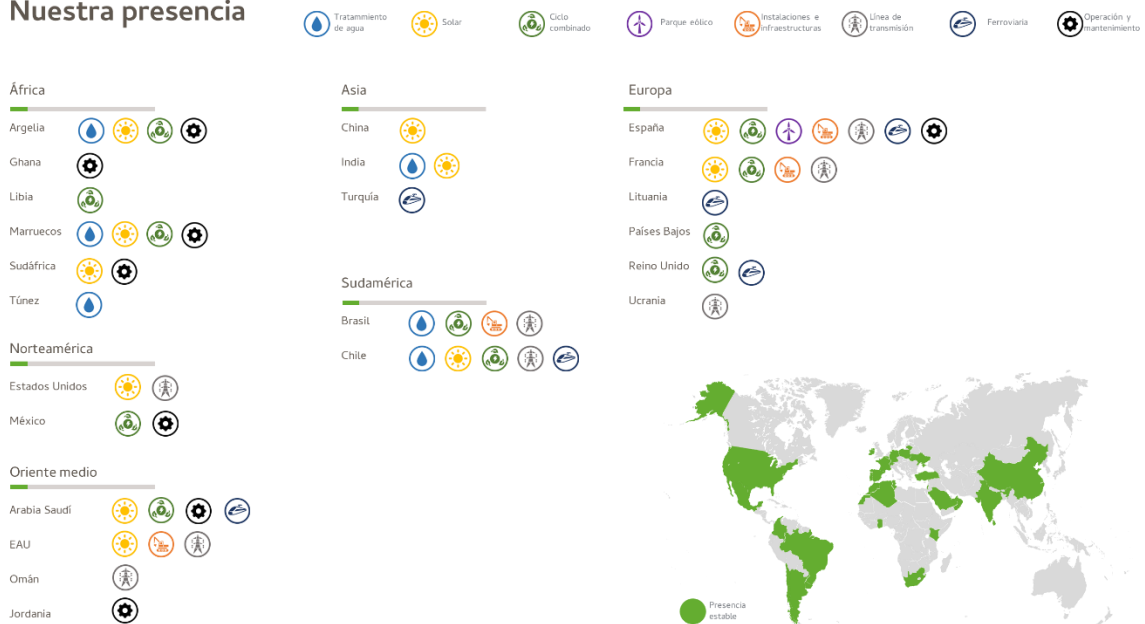 Nuestra presencia
Tratammiento
de agua
Solar
Ciclo
combinado
Parque eólico
Instalaciones e
infraestructuras
Línea de
transmisión
Ferroviaria
Operación y
mantenimiento
África
Argelia
Ghana
Libia
Marruecos
Sudáfrica
Túnez
Norteamérica
Estados Unidos
México
Oriente medio
Arabia Saudí
EAU
Omán
Jordania
Asia
China
India
Turquía
Sudamérica
Brasil
Chile
Europa
España
Francia
Lituania
Países Bajos
Reino Unido
Ucrania
Presencia
estable